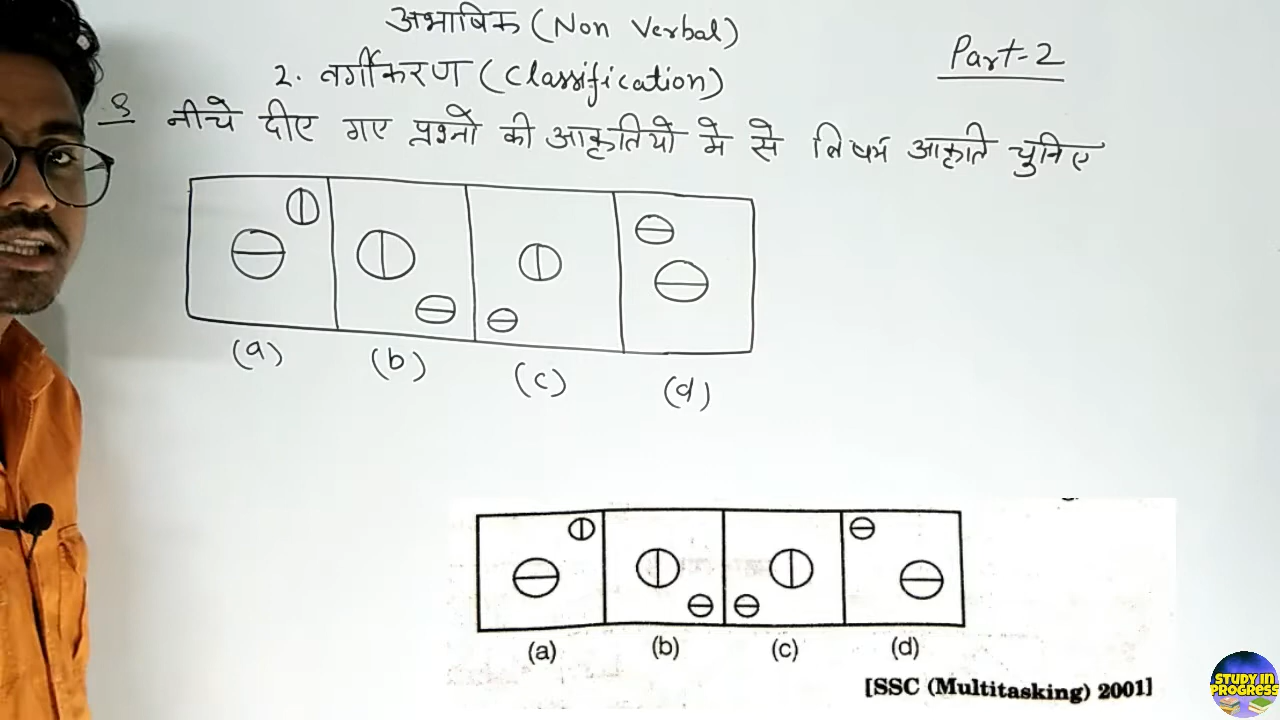 अभाषिक (Non Verbal)
Part-2
2. वर्गीकरण (Classification)
नीचे दीए गए प्रश्नो की आकृतियो मे से विषम आकृति चुनिए
(a) (b) (c) (d)
(a) (b) (c) (d)
[SSC (Multitasking) 2001]
STUDY IN
PROGRESS